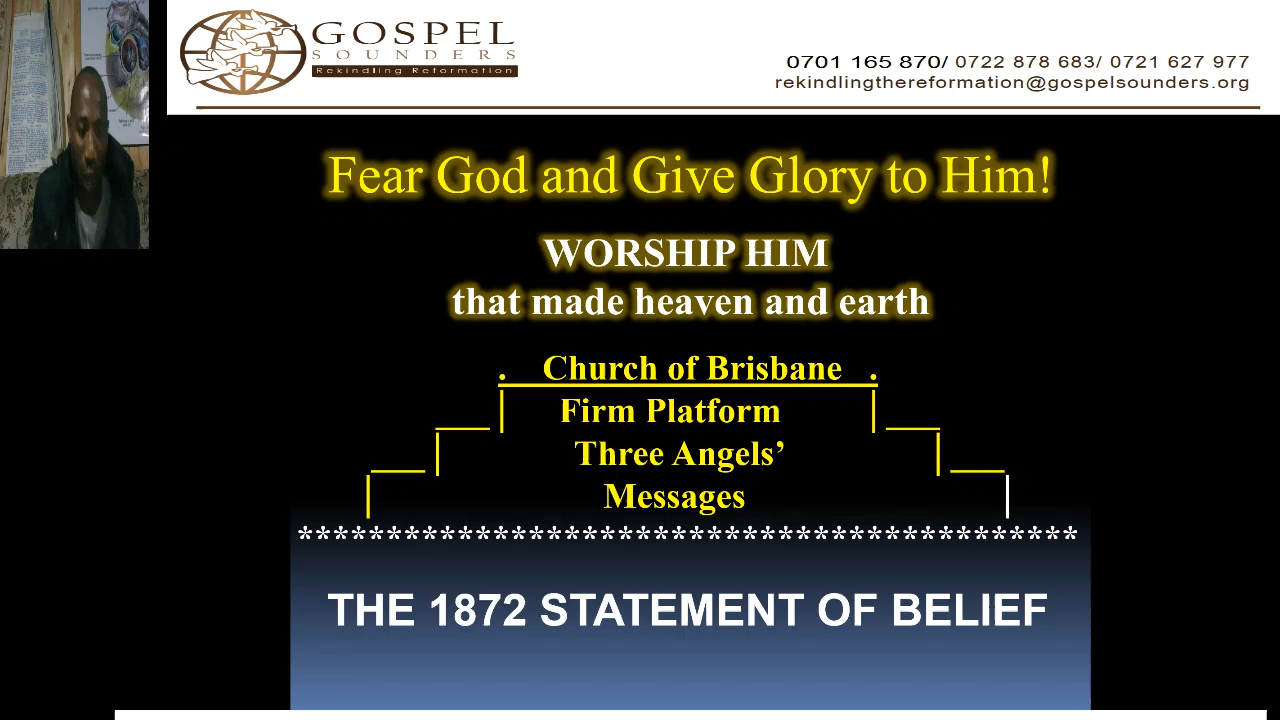 GOSPEL
SOUNDERS
Rekindling Reformation
0701 165 870/ 0722 878 683/ 0721 627 977
rekindlingthereformation@gospelsounders.org
Fear God and Give Glory to Him!
WORSHIP HIM
that made heaven and earth
. Church of Brisbane .
Firm Platform
Three Angels’
Messages
********************************************
THE 1872 STATEMENT OF BELIEF